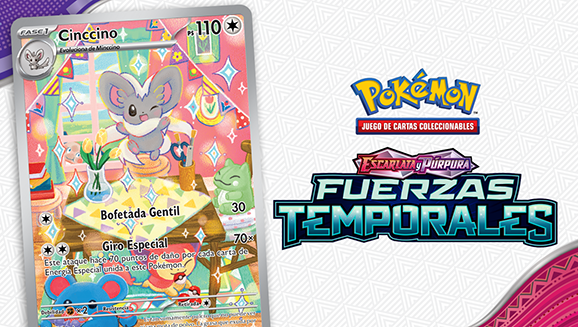 FASE 1
Cinccino
PS 110
Evoluciona de Minccino
Bofetada Gentil 30
Giro Especial 70×
Este ataque hace 70 puntos de daño por cada carta de
Energía Especial unida a este Pokémon.
Debilidad ×2 Resistencia Retirada
POKÉMON
JUEGO DE CARTAS COLECCIONABLES
ESCARLATA Y PÚRPURA
FUERZAS
TEMPORALES